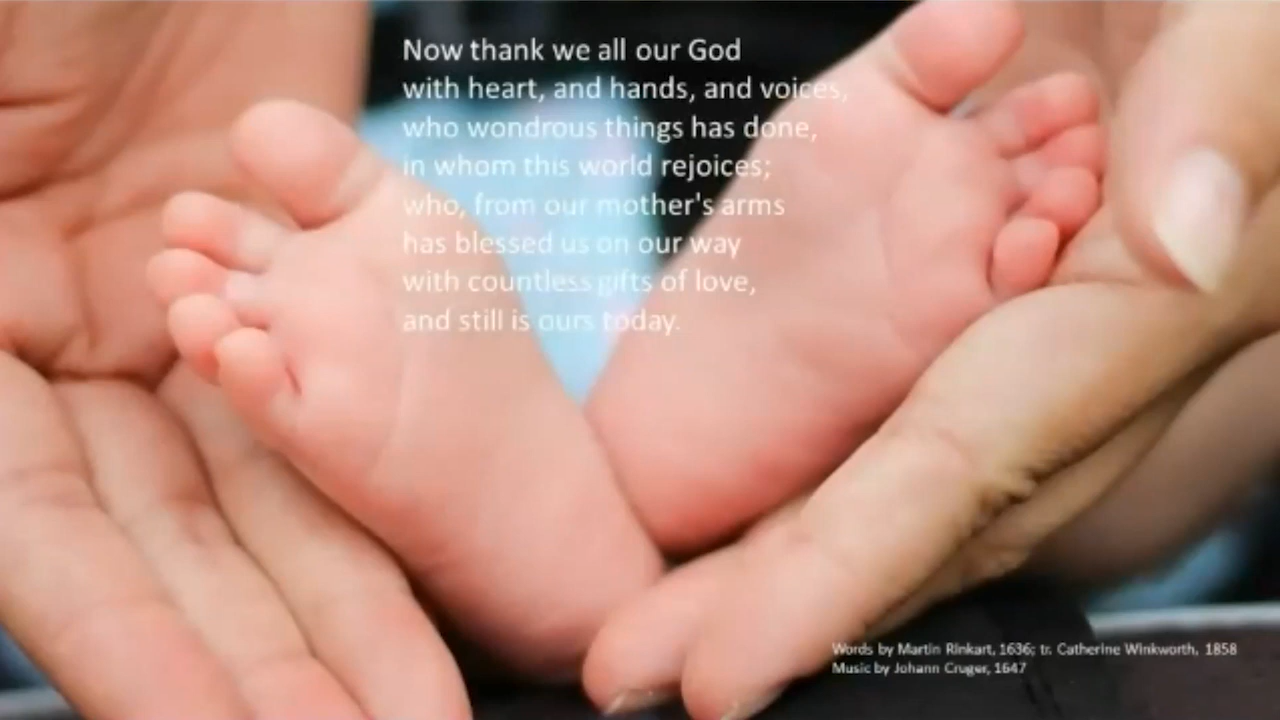 Now thank we all our God
with heart, and hands, and voices,
who wondrous things has done,
in whom this world rejoices;
who, from our mother's arms
has blessed us on our way
with countless gifts of love,
and still is ours today.
Words by Martin Rinkart, 1636; tr. Catherine Winkworth, 1858
Music by Johann Cruger, 1647